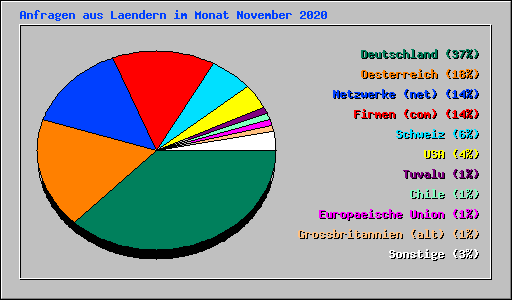 Anfragen aus Laendern im Monat November 2020
Deutschland (37%)
Oesterreich (18%)
Netzwerke (net) (14%)
Firmen (com) (14%)
Schweiz (6%)
USA (4%)
Tuvalu (1%)
Chile (1%)
Europaeische Union (1%)
Grossbritannien (alt) (1%)
Sonstige (3%)